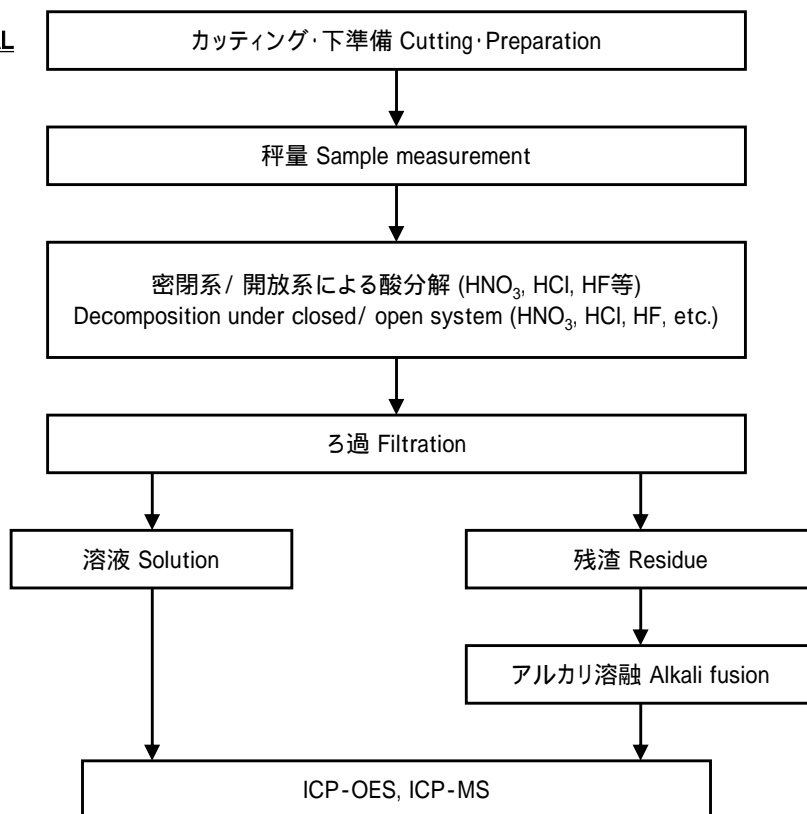 カッティング･下準備 Cutting･Preparation
秤量 Sample measurement
密閉系/ 開放系による酸分解 (HNO3, HCl, HF等)
Decomposition under closed/ open system (HNO3, HCl, HF, etc.)
ろ過 Filtration
溶液 Solution
残渣 Residue
アルカリ溶融 Alkali fusion
ICP-OES, ICP-MS